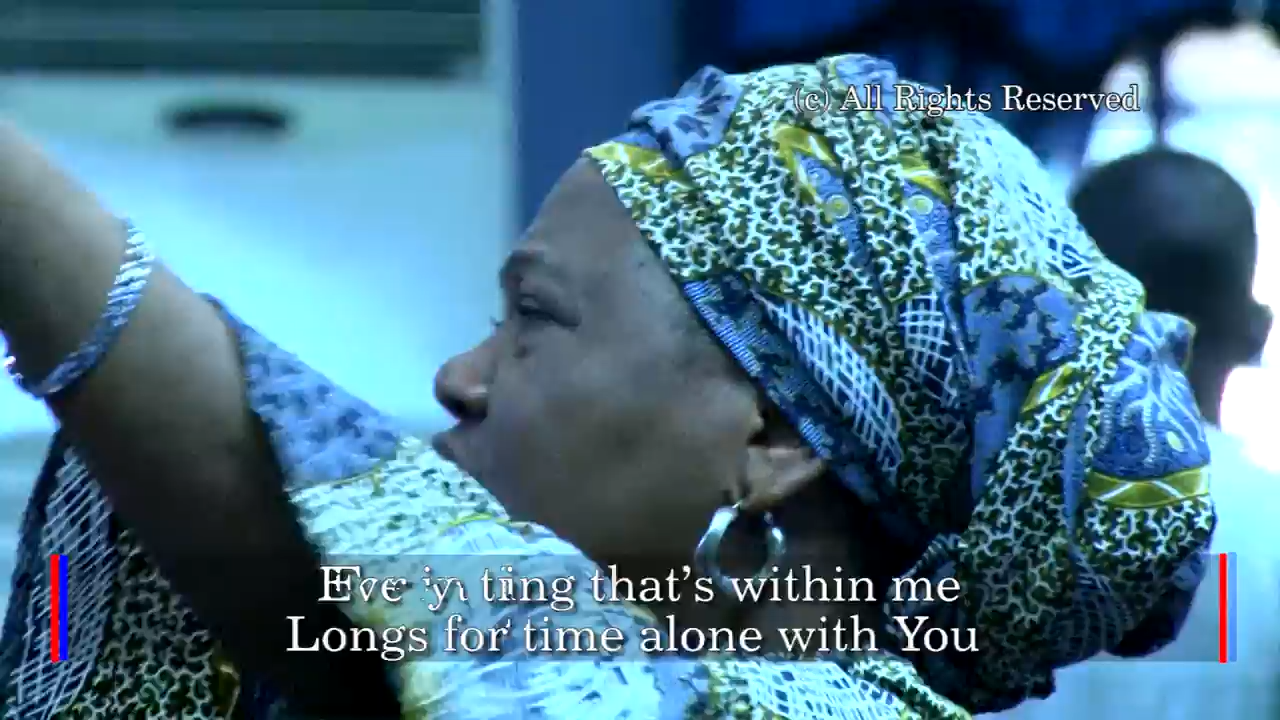 (c) All Rights Reserved
that's within me
Longs for time alone with You